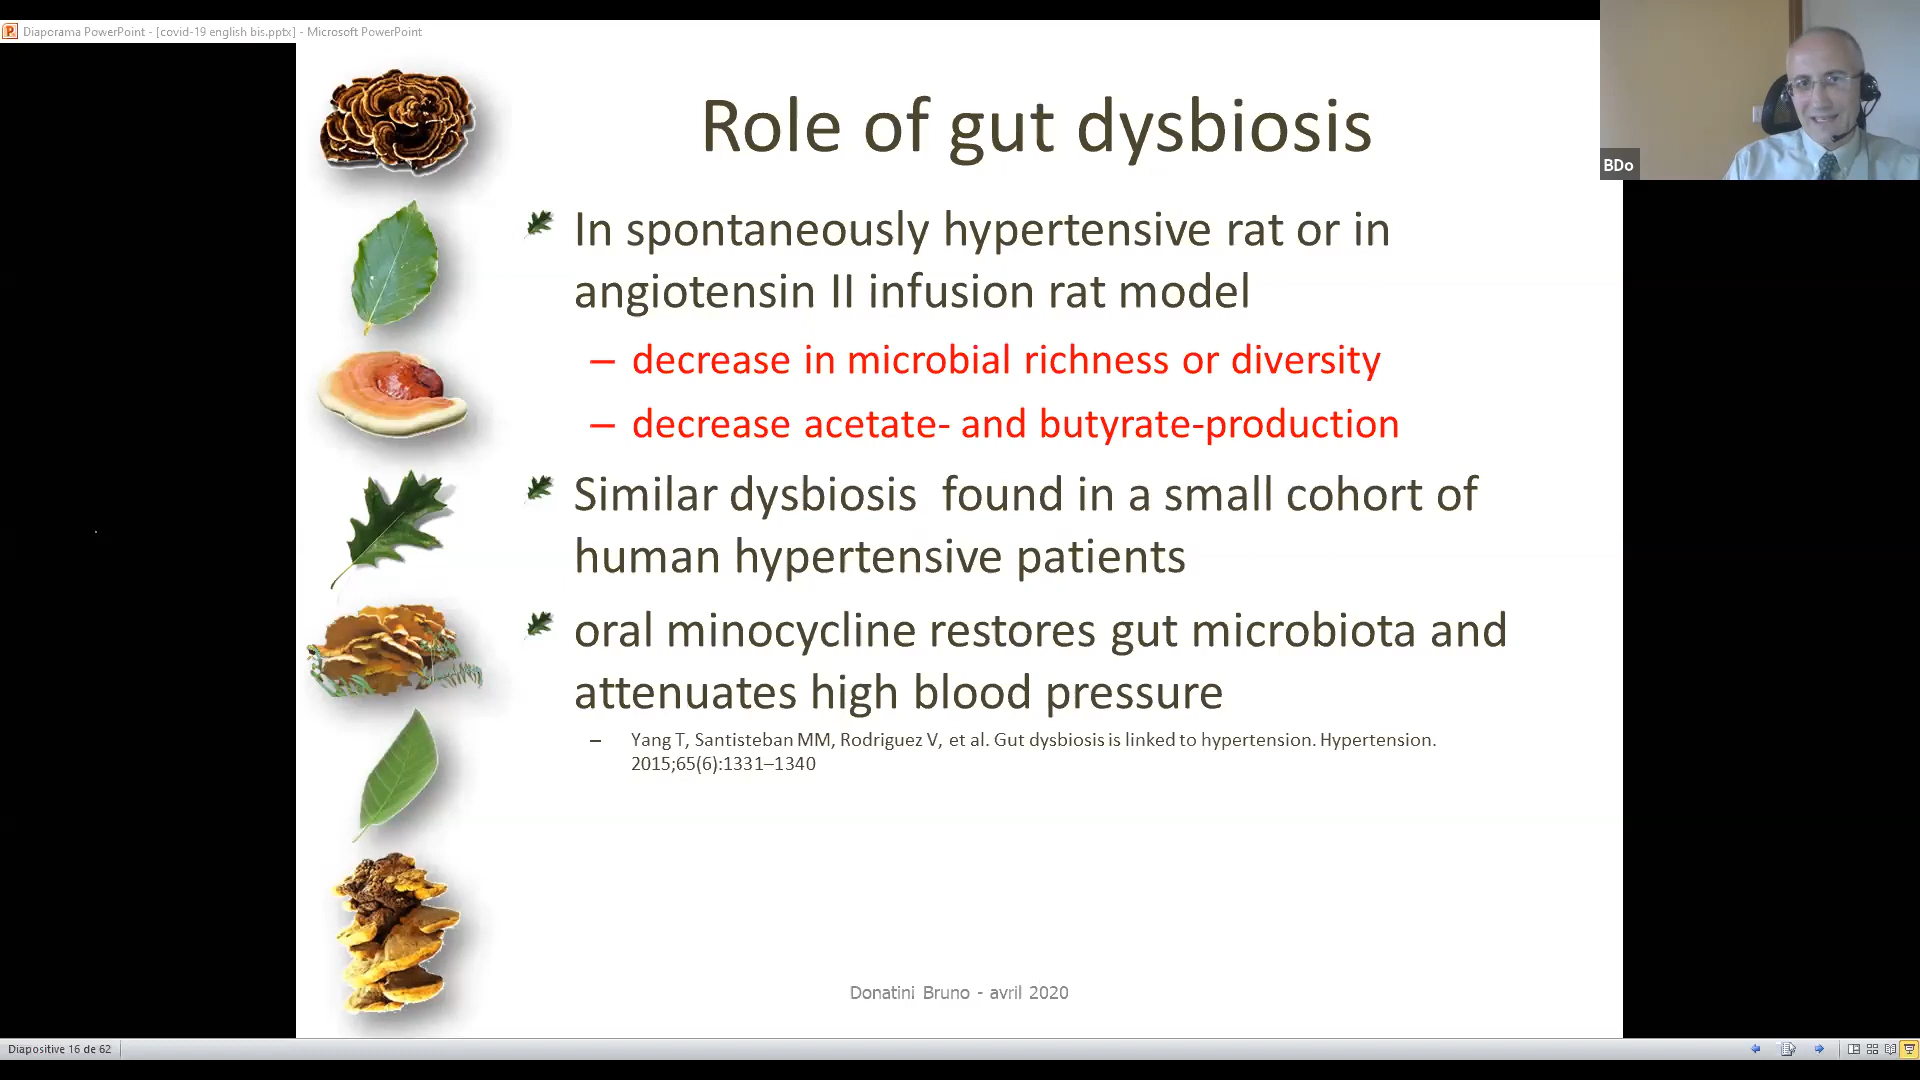 Diaporama PowerPoint - [covid-19 english bis.pptx] - Microsoft PowerPoint
BDo
Role of gut dysbiosis
In spontaneously hypertensive rat or in
angiotensin II infusion rat model
– decrease in microbial richness or diversity
– decrease acetate- and butyrate-production
Similar dysbiosis  found in a small cohort of
human hypertensive patients
oral minocycline restores gut microbiota and
attenuates high blood pressure
– Yang T, Santisteban MM, Rodriguez V, et al. Gut dysbiosis is linked to hypertension. Hypertension.
2015;65(6):1331–1340
Donatini Bruno - avril 2020
Diapositive 16 de 62